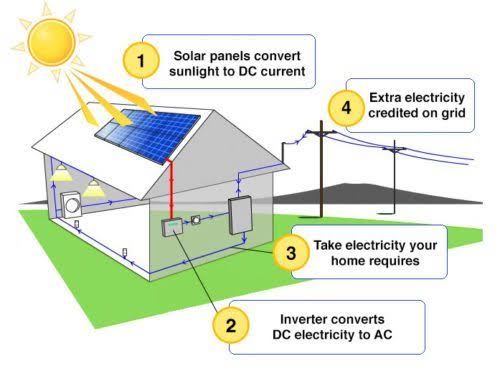 1
Solar panels convert
sunlight to DC current
4
Extra electricity
credited on grid
3
Take electricity your
home requires
2
Inverter converts
DC electricity to AC